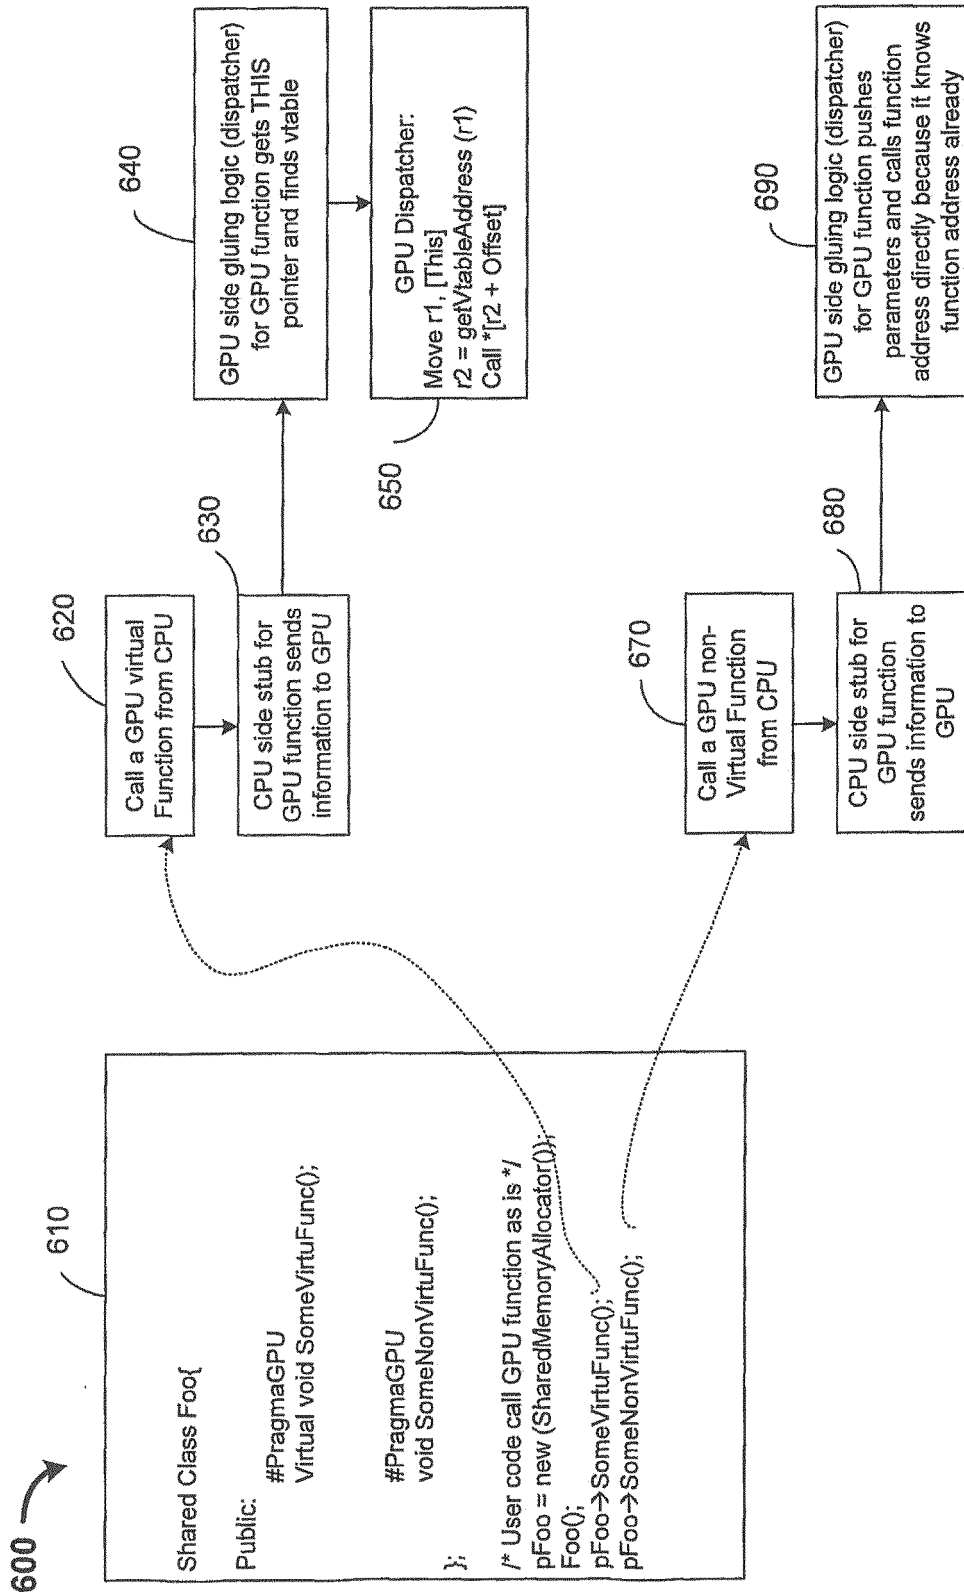 600
610
Shared Class Foo{
Public:
#PragmaGPU
Virtual void SomeVirtuFunc();
#PragmaGPU
void SomeNonVirtuFunc();
};
/* User code call GPU function as is */
pFoo = new (SharedMemoryAllocator());
Foo();
pFoo→SomeVirtuFunc();
pFoo→SomeNonVirtuFunc();
620
Call a GPU virtual
Function from CPU
630
CPU side stub for
GPU function sends
information to GPU
640
GPU side gluing logic (dispatcher)
for GPU function gets THIS
pointer and finds vtable
650
GPU Dispatcher:
Move r1, [This]
r2 = getVtableAddress (r1)
Call *[r2 + Offset]
670
Call a GPU non-
Virtual Function
from CPU
680
CPU side stub for
GPU function
sends information to
GPU
690
GPU side gluing logic (dispatcher)
for GPU function pushes
parameters and calls function
address directly because it knows
function address already